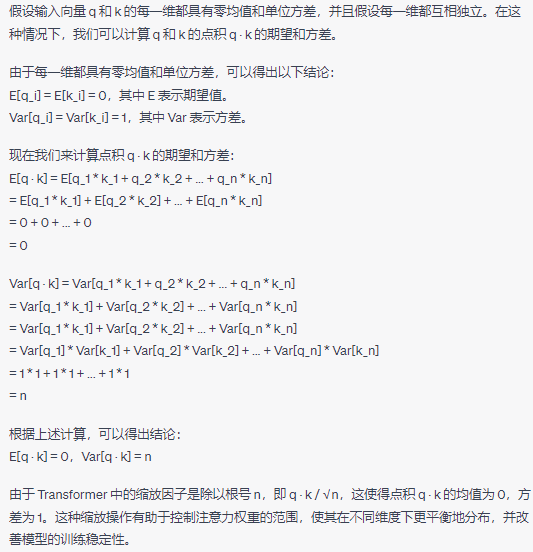 假设输入向量 q 和 k 的每一维都具有零均值和单位方差，并且假设每一维都互相独立。在这
种情况下，我们可以计算 q 和 k 的点积 q · k 的期望和方差。
由于每一维都具有零均值和单位方差，可以得出以下结论：
E[q_i] = E[k_i] = 0，其中 E 表示期望值。
Var[q_i] = Var[k_i] = 1，其中 Var 表示方差。
现在我们来计算点积 q · k 的期望和方差：
E[q · k] = E[q_1 * k_1 + q_2 * k_2 + ... + q_n * k_n]
= E[q_1 * k_1] + E[q_2 * k_2] + ... + E[q_n * k_n]
= 0 + 0 + ... + 0
= 0
Var[q · k] = Var[q_1 * k_1 + q_2 * k_2 + ... + q_n * k_n]
= Var[q_1 * k_1] + Var[q_2 * k_2] + ... + Var[q_n * k_n]
= Var[q_1 * k_1] + Var[q_2 * k_2] + ... + Var[q_n * k_n]
= Var[q_1] * Var[k_1] + Var[q_2] * Var[k_2] + ... + Var[q_n] * Var[k_n]
= 1 * 1 + 1 * 1 + ... + 1 * 1
= n
根据上述计算，可以得出结论：
E[q · k] = 0，Var[q · k] = n
由于 Transformer 中的缩放因子是除以根号 n，即 q · k / √n，这使得点积 q · k 的均值为 0，方
差为 1。这种缩放操作有助于控制注意力权重的范围，使其在不同维度下更平衡地分布，并改
善模型的训练稳定性。